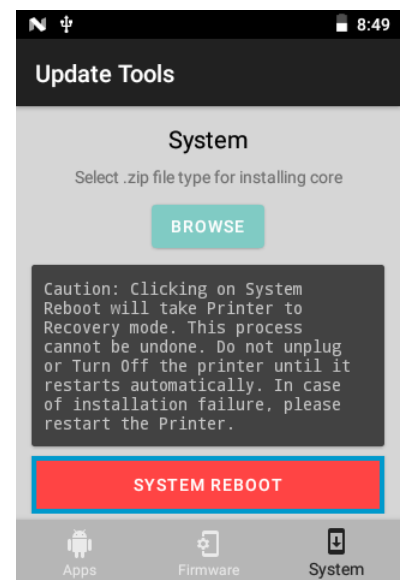 8:49
Update Tools
System
Select .zip file type for installing core
BROWSE
Caution: Clicking on System
Reboot will take Printer to
Recovery mode. This process
cannot be undone. Do not unplug
or Turn Off the printer until it
restarts automatically. In case
of installation failure, please
restart the Printer.
SYSTEM REBOOT
Apps Firmware System